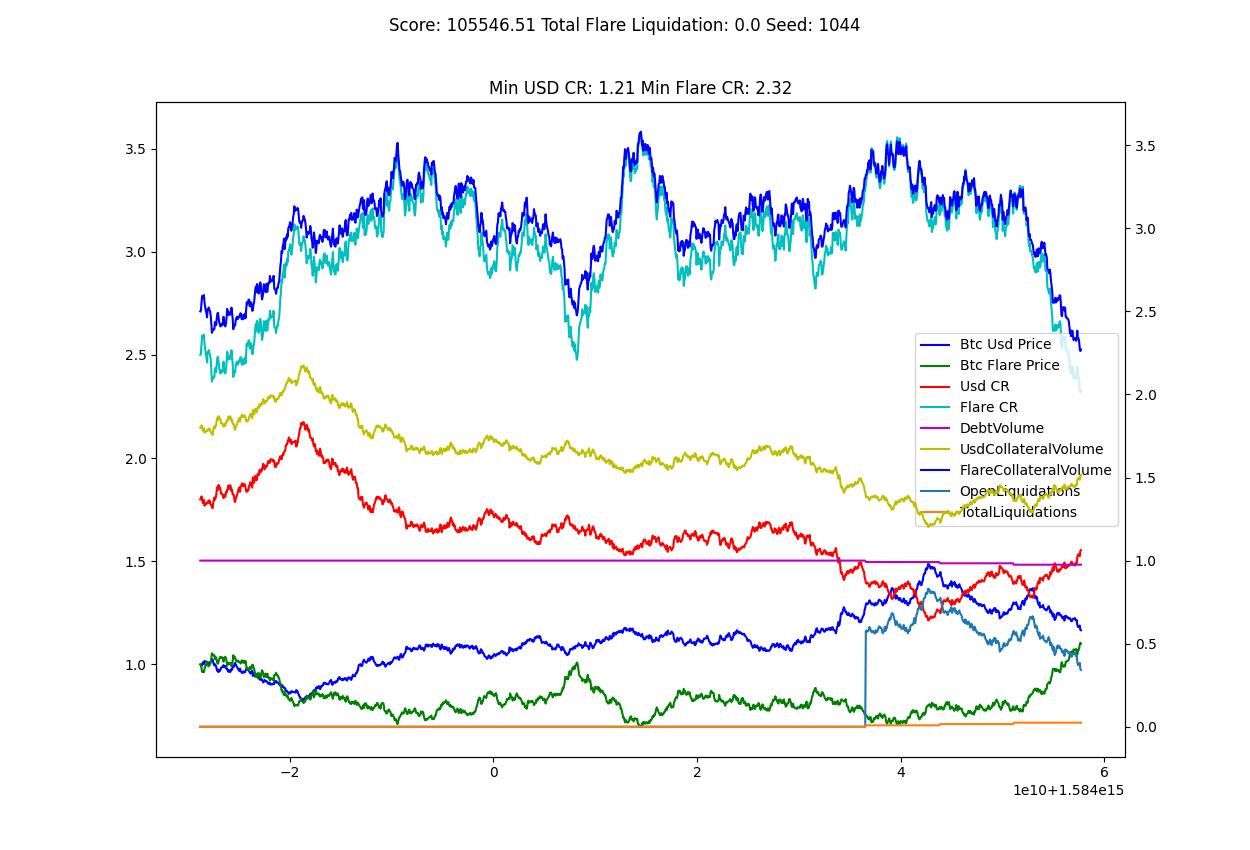 Score: 105546.51 Total Flare Liquidation: 0.0 Seed: 1044
Min USD CR: 1.21 Min Flare CR: 2.32
3.5
3.0
2.5
2.0
1.5
1.0
3.5
3.0
2.5
2.0
1.5
1.0
0.5
0.0
Btc Usd Price
Btc Flare Price
Usd CR
Flare CR
DebtVolume
UsdCollateralVolume
FlareCollateralVolume
OpenLiquidations
TotalLiquidations
−2
0
2
4
6
1e10+1.584e15